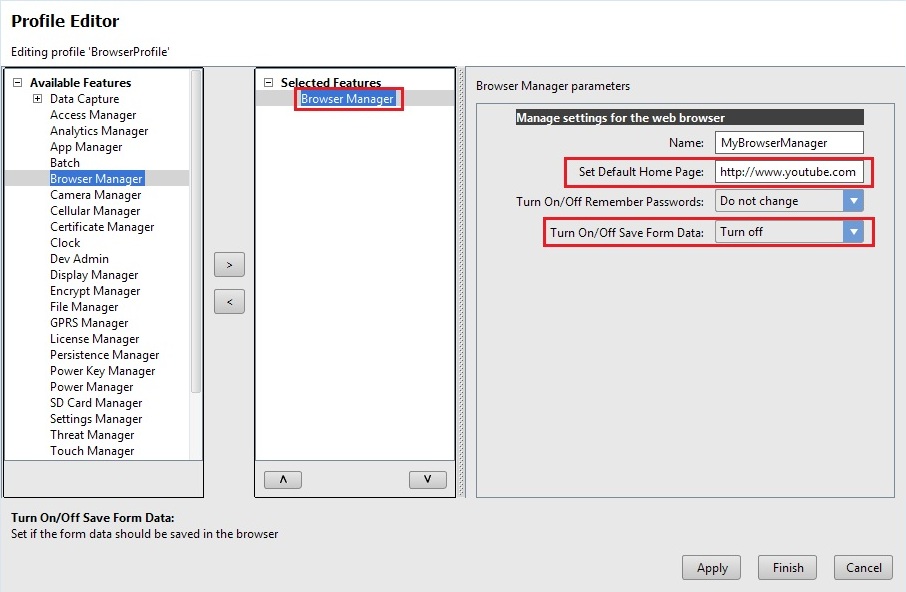 Profile Editor
Editing profile 'BrowserProfile'
Available Features
Data Capture
Access Manager
Analytics Manager
App Manager
Batch
Browser Manager
Camera Manager
Cellular Manager
Certificate Manager
Clock
Dev Admin
Display Manager
Encrypt Manager
File Manager
GPRS Manager
License Manager
Persistence Manager
Power Key Manager
Power Manager
SD Card Manager
Settings Manager
Threat Manager
Touch Manager
>
<
Selected Features
Browser Manager
Browser Manager parameters
Manage settings for the web browser
Name: MyBrowserManager
Set Default Home Page: http://www.youtube.com
Turn On/Off Remember Passwords: Do not change
Turn On/Off Save Form Data: Turn off
Turn On/Off Save Form Data:
Set if the form data should be saved in the browser
Apply Finish Cancel